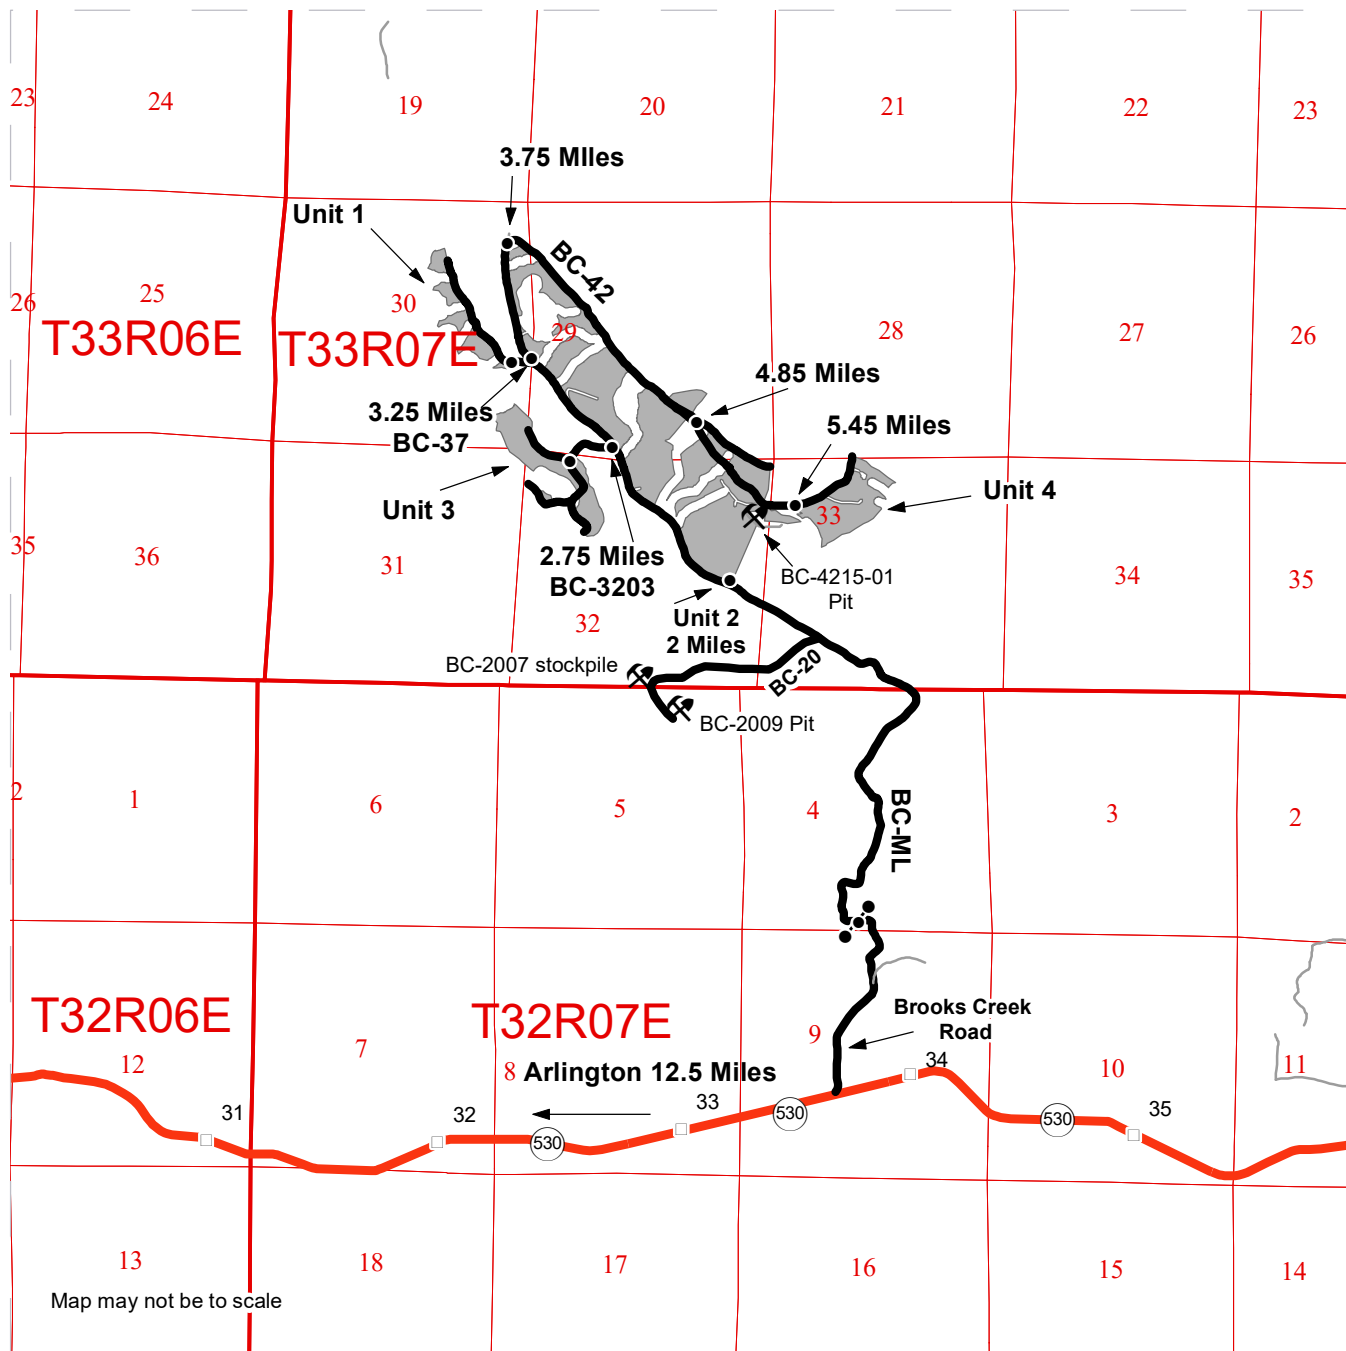 23
24
19
20
21
22
23
3.75 MIles
Unit 1
BC-42
26
25
30
29
28
27
26
T33R06E
T33R07E
4.85 Miles
3.25 Miles
BC-37
5.45 Miles
Unit 3
Unit 4
33
35
36
31
2.75 Miles
BC-3203
32
BC-4215-01
Pit
34
35
Unit 2
2 Miles
BC-2007 stockpile
BC-20
BC-2009 Pit
2
1
6
5
4
BC-ML
3
2
T32R06E
T32R07E
Brooks Creek
Road
12
7
8
Arlington 12.5 Miles
9
34
10
11
31
32
33
530
530
530
35
13
18
17
16
15
14
Map may not be to scale